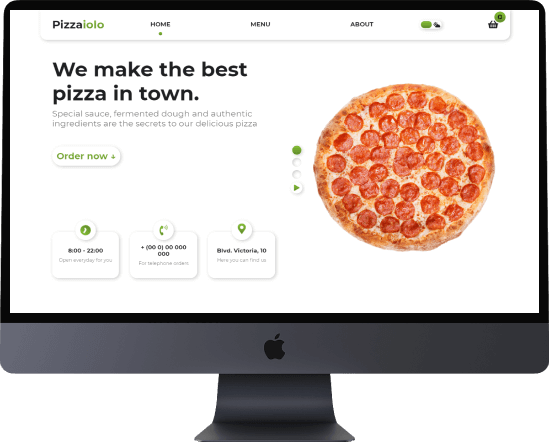 Pizzaiolo HOME MENU ABOUT 0
We make the best
pizza in town.
Special sauce, fermented dough and authentic
ingredients are the secrets to our delicious pizza
Order now ↓
8:00 - 22:00
Open everyday for you
+ (00 0) 00 000
000
For telephone orders
Blvd. Victoria, 10
Here you can find us